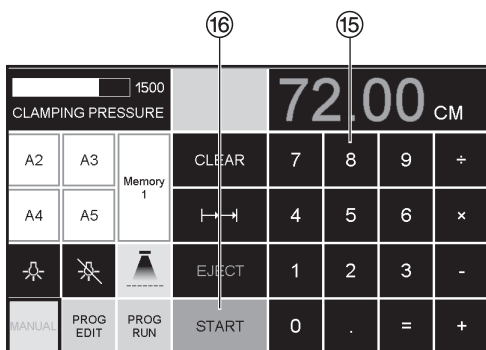 16 15
1500 72.00 CM
CLAMPING PRESSURE
A2 A3 Memory CLEAR 7 8 9 ÷
1
A4 A5 4 5 6 ×
EJECT 1 2 3 -
MANUAL PROG PROG START 0 . = +
EDIT RUN